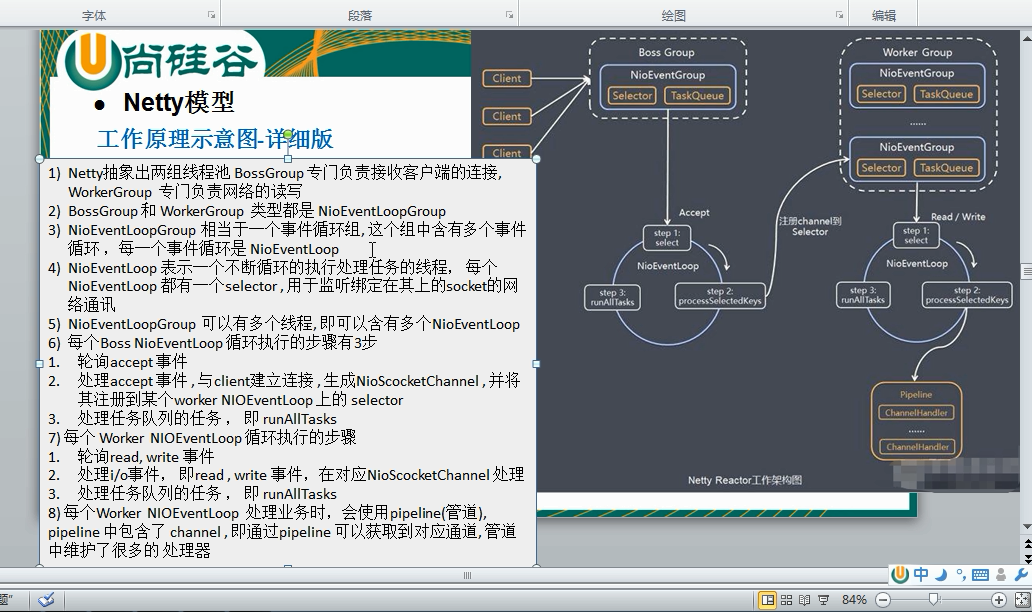 字体
段落
绘图
编辑
尚硅谷
• Netty模型
工作原理示意图-详细版
1) Netty抽象出两组线程池 BossGroup 专门负责接收客户端的连接,
WorkerGroup 专门负责网络的读写
2) BossGroup 和 WorkerGroup 类型都是 NioEventLoopGroup
3) NioEventLoopGroup 相当于一个事件循环组, 这个组中含有多个事件
循环 , 每一个事件循环是 NioEventLoop
4) NioEventLoop 表示一个不断循环的执行处理任务的线程， 每个
NioEventLoop 都有一个selector , 用于监听绑定在其上的socket的网
络通讯
5) NioEventLoopGroup 可以有多个线程, 即可以含有多个NioEventLoop
6) 每个Boss NioEventLoop 循环执行的步骤有3步
1. 轮询accept 事件
2. 处理accept 事件 , 与client建立连接 , 生成NioScocketChannel , 并将
其注册到某个worker NIOEventLoop 上的 selector
3. 处理任务队列的任务 ， 即 runAllTasks
7) 每个 Worker NIOEventLoop 循环执行的步骤
1. 轮询read, write 事件
2. 处理i/o事件， 即read , write 事件，在对应NioScocketChannel 处理
3. 处理任务队列的任务 ， 即 runAllTasks
8) 每个Worker NIOEventLoop 处理业务时，会使用pipeline(管道),
pipeline 中包含了 channel , 即通过pipeline 可以获取到对应通道, 管道
中维护了很多的 处理器
Client
Client
Client
Boss Group
NioEventGroup
Selector
TaskQueue
Worker Group
NioEventGroup
Selector
TaskQueue
......
NioEventGroup
Selector
TaskQueue
Accept
注册channel到
Selector
Read / Write
step 1:
select
NioEventLoop
step 3:
runAllTasks
step 2:
processSelectedKeys
step 1:
select
NioEventLoop
step 3:
runAllTasks
step 2:
processSelectedKeys
Pipeline
ChannelHandler
......
ChannelHandler
Netty Reactor工作架构图
中
题"
84%